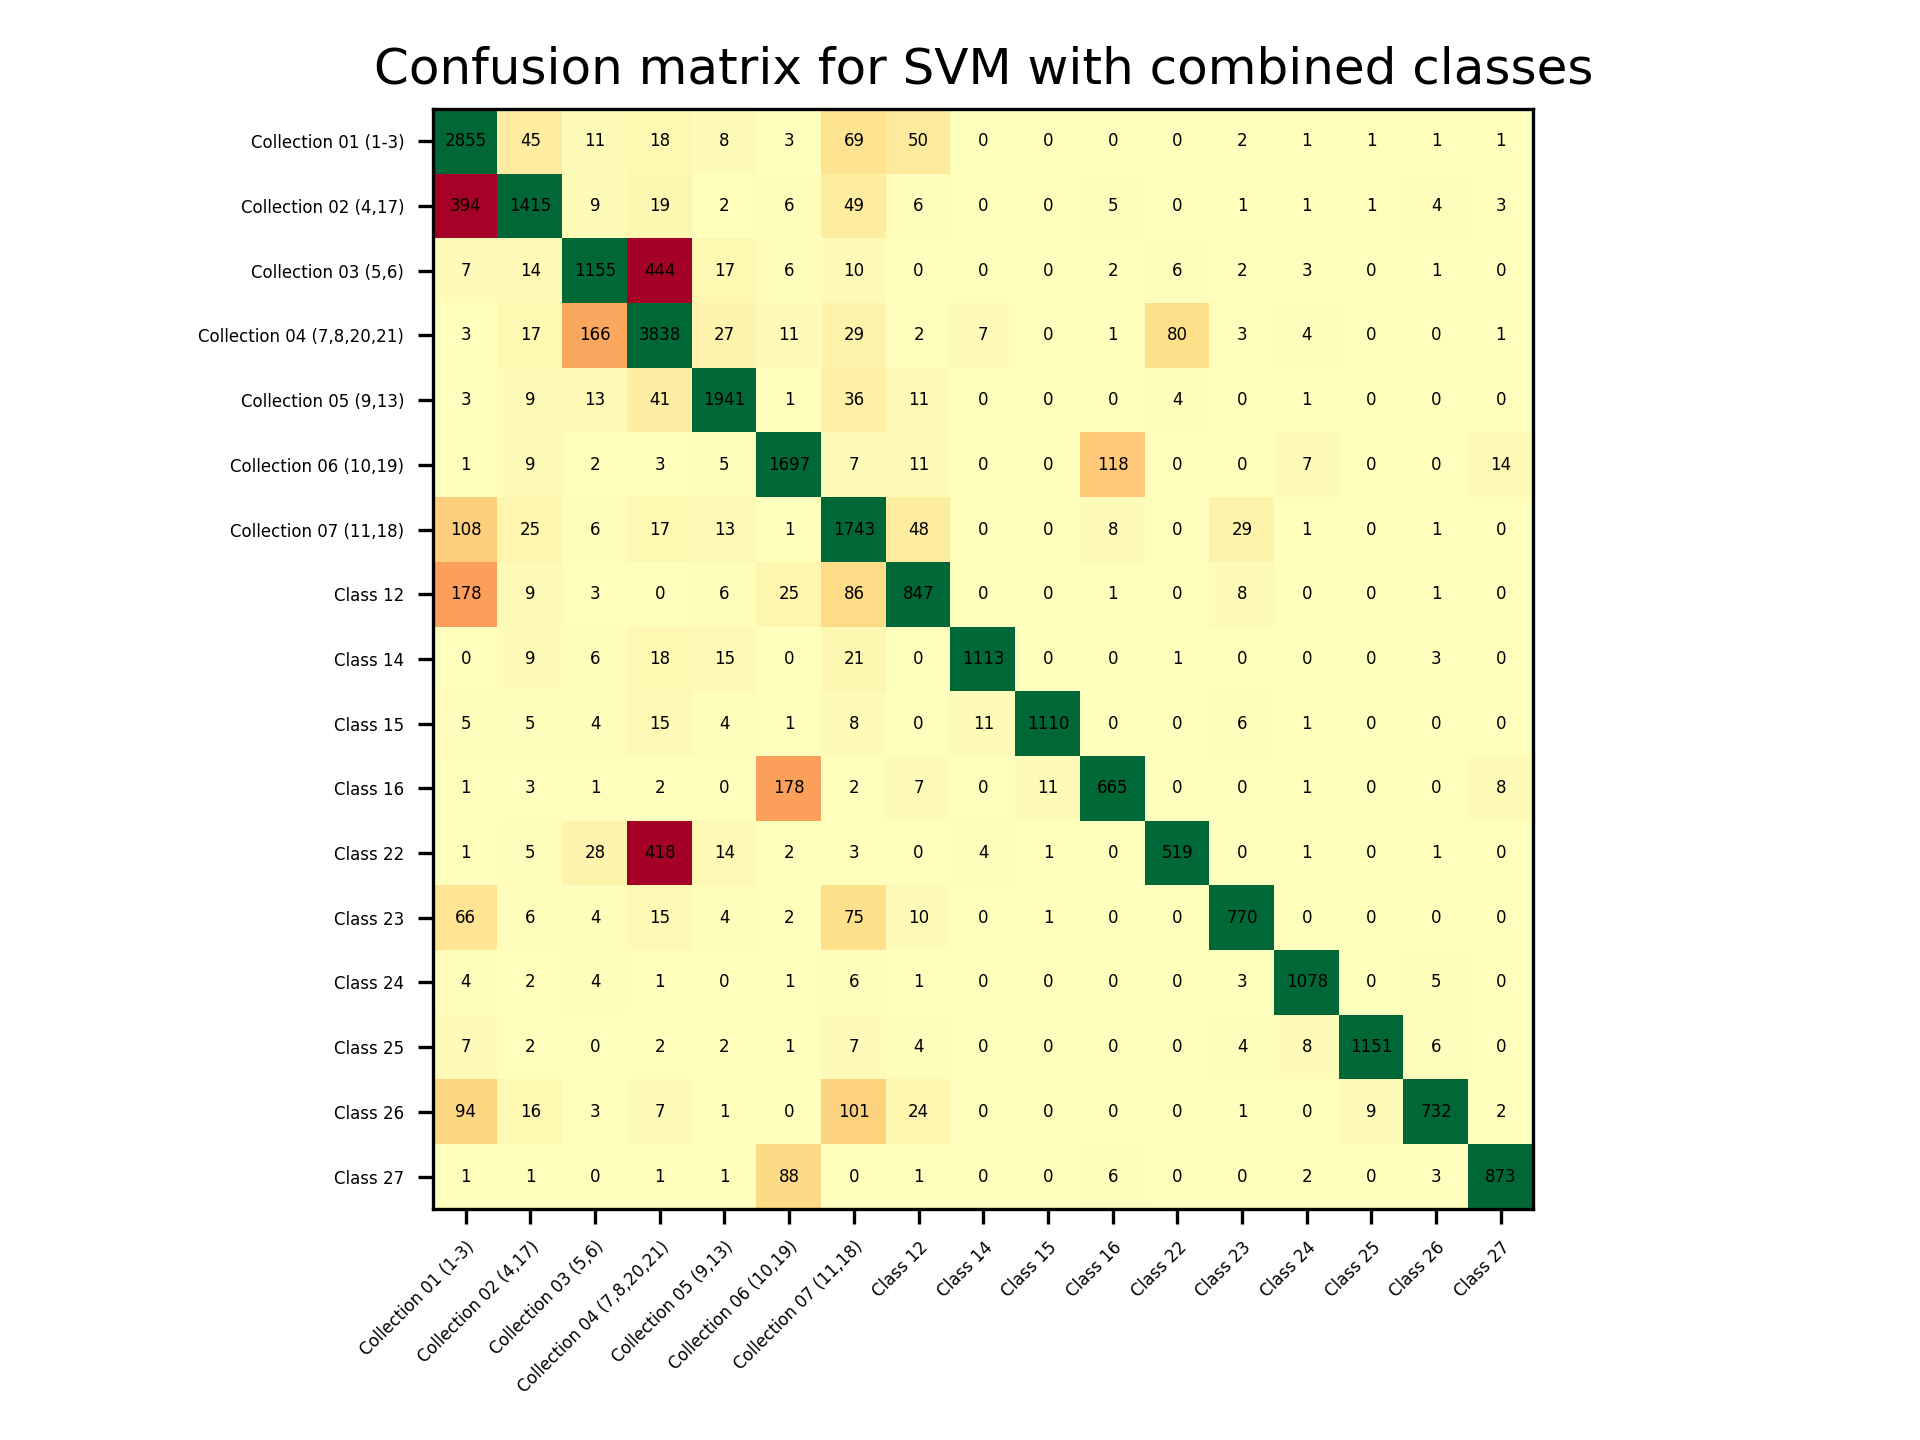 Confusion matrix for SVM with combined classes
Collection 01 (1-3) 2855 45 11 18 8 3 69 50 0 0 0 0 2 1 1 1 1
Collection 02 (4,17) 394 1415 9 19 2 6 49 6 0 0 5 0 1 1 1 4 3
Collection 03 (5,6) 7 14 1155 444 17 6 10 0 0 0 2 6 2 3 0 1 0
Collection 04 (7,8,20,21) 3 17 166 3838 27 11 29 2 7 0 1 80 3 4 0 0 1
Collection 05 (9,13) 3 9 13 41 1941 1 36 11 0 0 0 4 0 1 0 0 0
Collection 06 (10,19) 1 9 2 3 5 1697 7 11 0 0 118 0 0 7 0 0 14
Collection 07 (11,18) 108 25 6 17 13 1 1743 48 0 0 8 0 29 1 0 1 0
Class 12 178 9 3 0 6 25 86 847 0 0 1 0 8 0 0 1 0
Class 14 0 9 6 18 15 0 21 0 1113 0 0 1 0 0 0 3 0
Class 15 5 5 4 15 4 1 8 0 11 1110 0 0 6 1 0 0 0
Class 16 1 3 1 2 0 178 2 7 0 11 665 0 0 1 0 0 8
Class 22 1 5 28 418 14 2 3 0 4 1 0 519 0 1 0 1 0
Class 23 66 6 4 15 4 2 75 10 0 1 0 0 770 0 0 0 0
Class 24 4 2 4 1 0 1 6 1 0 0 0 0 3 1078 0 5 0
Class 25 7 2 0 2 2 1 7 4 0 0 0 0 4 8 1151 6 0
Class 26 94 16 3 7 1 0 101 24 0 0 0 0 1 0 9 732 2
Class 27 1 1 0 1 1 88 0 1 0 0 6 0 0 2 0 3 873
Collection 01 (1-3)
Collection 02 (4,17)
Collection 03 (5,6)
Collection 04 (7,8,20,21)
Collection 05 (9,13)
Collection 06 (10,19)
Collection 07 (11,18)
Class 12
Class 14
Class 15
Class 16
Class 22
Class 23
Class 24
Class 25
Class 26
Class 27